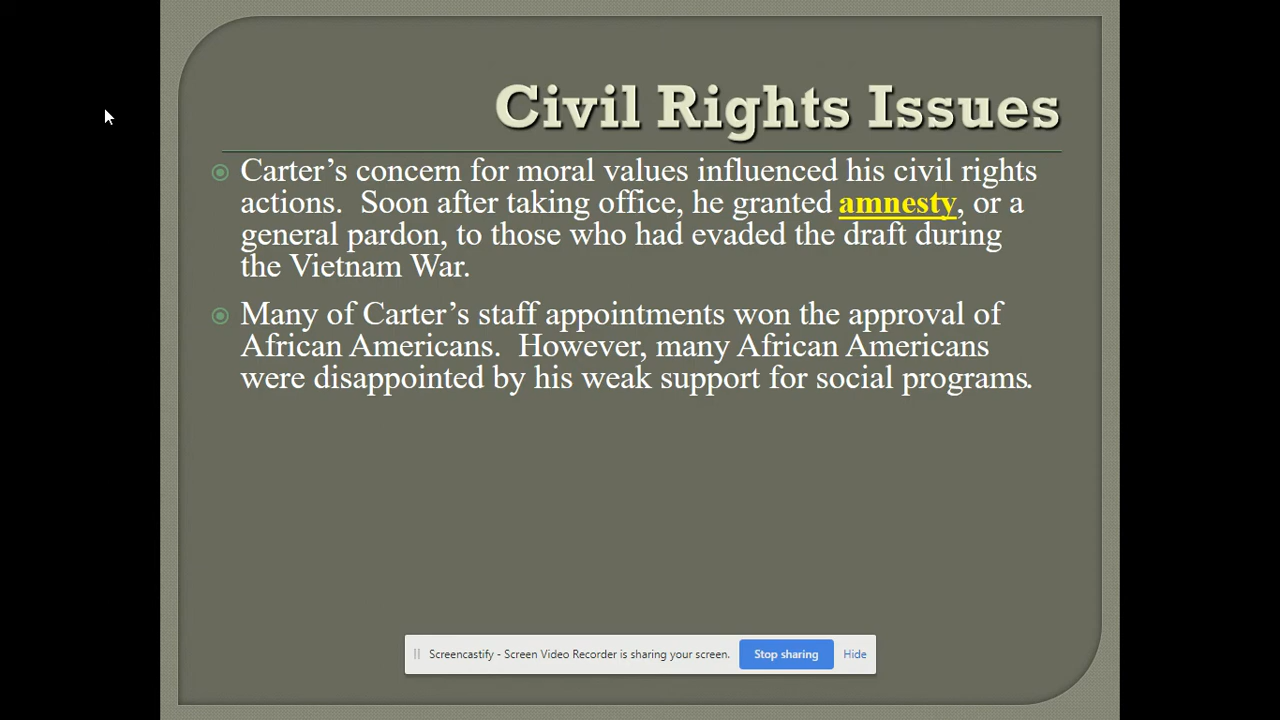 Civil Rights Issues
Carter’s concern for moral values influenced his civil rights
actions.  Soon after taking office, he granted amnesty, or a
general pardon, to those who had evaded the draft during
the Vietnam War.
Many of Carter’s staff appointments won the approval of
African Americans.  However, many African Americans
were disappointed by his weak support for social programs.
Screencastify - Screen Video Recorder is sharing your screen. Stop sharing Hide